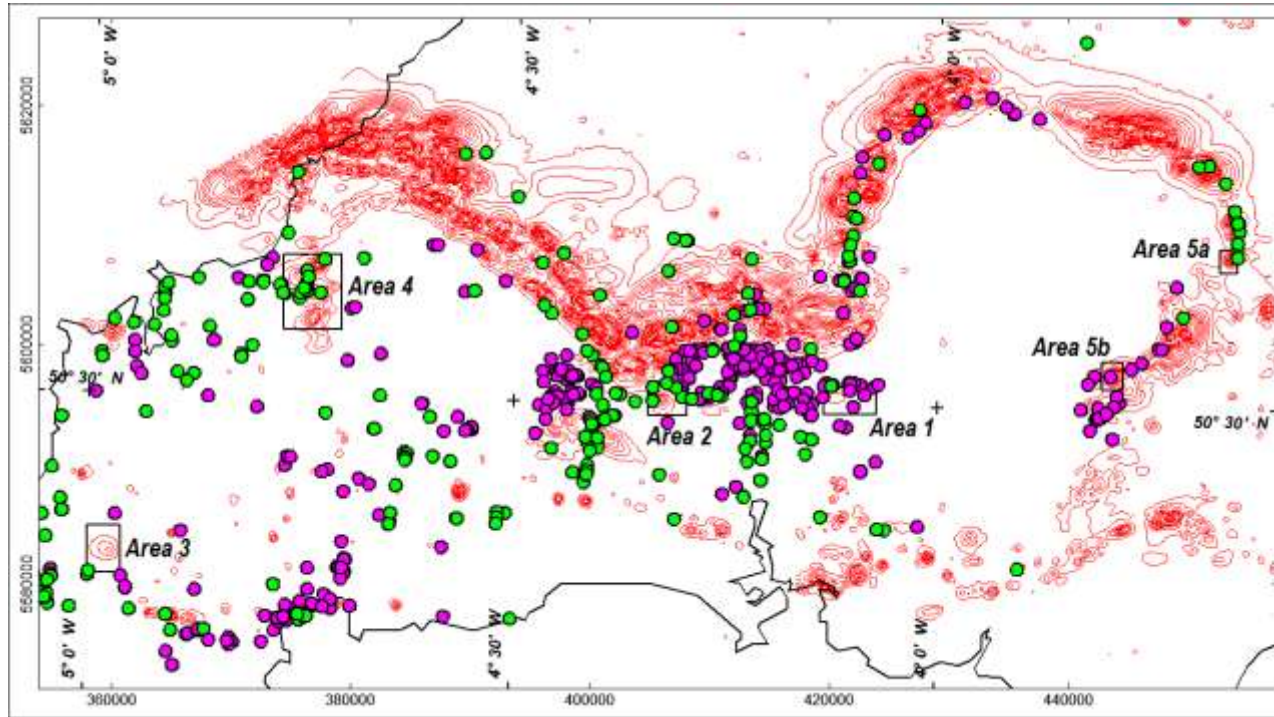 5° 0' W
4° 30' W
4° 0' W
5620000
Area 5a
Area 4
5600000
Area 5b
50° 30' N
Area 2
Area 1
50° 30' N
Area 3
5580000
5° 0' W
4° 30' W
4° 0' W
360000
380000
400000
420000
440000